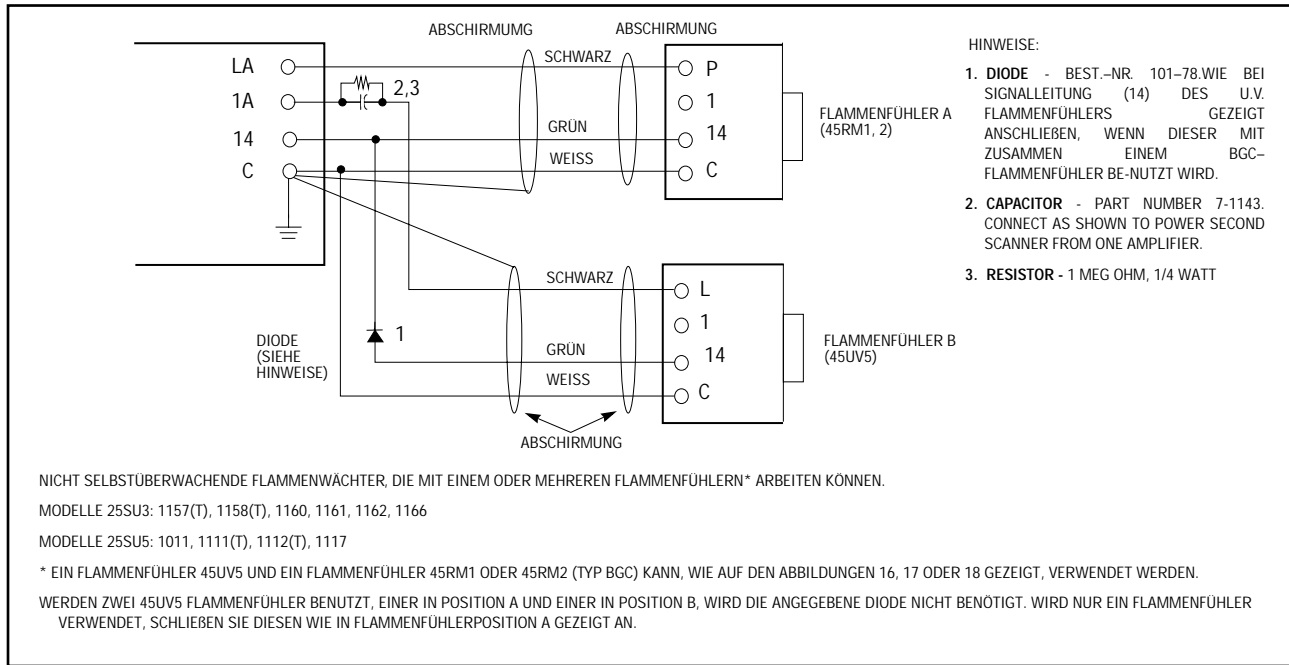 ABSCHIRMUMG
ABSCHIRMUNG
LA
1A
14
C
2,3
SCHWARZ
GRÜN
WEISS
P
1
14
C
FLAMMENFÜHLER A
(45RM1, 2)
HINWEISE:
1. DIODE - BEST.–NR. 101–78.WIE BEI
SIGNALLEITUNG (14) DES U.V.
FLAMMENFÜHLERS GEZEIGT
ANSCHLIEßEN, WENN DIESER MIT
ZUSAMMEN EINEM BGC–
FLAMMENFÜHLER BE-NUTZT WIRD.
2. CAPACITOR - PART NUMBER 7-1143.
CONNECT AS SHOWN TO POWER SECOND
SCANNER FROM ONE AMPLIFIER.
3. RESISTOR - 1 MEG OHM, 1/4 WATT
DIODE
(SIEHE
HINWEISE)
1
SCHWARZ
GRÜN
WEISS
L
1
14
C
FLAMMENFÜHLER B
(45UV5)
ABSCHIRMUNG
NICHT SELBSTÜBERWACHENDE FLAMMENWÄCHTER, DIE MIT EINEM ODER MEHREREN FLAMMENFÜHLERN* ARBEITEN KÖNNEN.
MODELLE 25SU3: 1157(T), 1158(T), 1160, 1161, 1162, 1166
MODELLE 25SU5: 1011, 1111(T), 1112(T), 1117
* EIN FLAMMENFÜHLER 45UV5 UND EIN FLAMMENFÜHLER 45RM1 ODER 45RM2 (TYP BGC) KANN, WIE AUF DEN ABBILDUNGEN 16, 17 ODER 18 GEZEIGT, VERWENDET WERDEN.
WERDEN ZWEI 45UV5 FLAMMENFÜHLER BENUTZT, EINER IN POSITION A UND EINER IN POSITION B, WIRD DIE ANGEGEBENE DIODE NICHT BENÖTIGT. WIRD NUR EIN FLAMMENFÜHLER
VERWENDET, SCHLIEßEN SIE DIESEN WIE IN FLAMMENFÜHLERPOSITION A GEZEIGT AN.